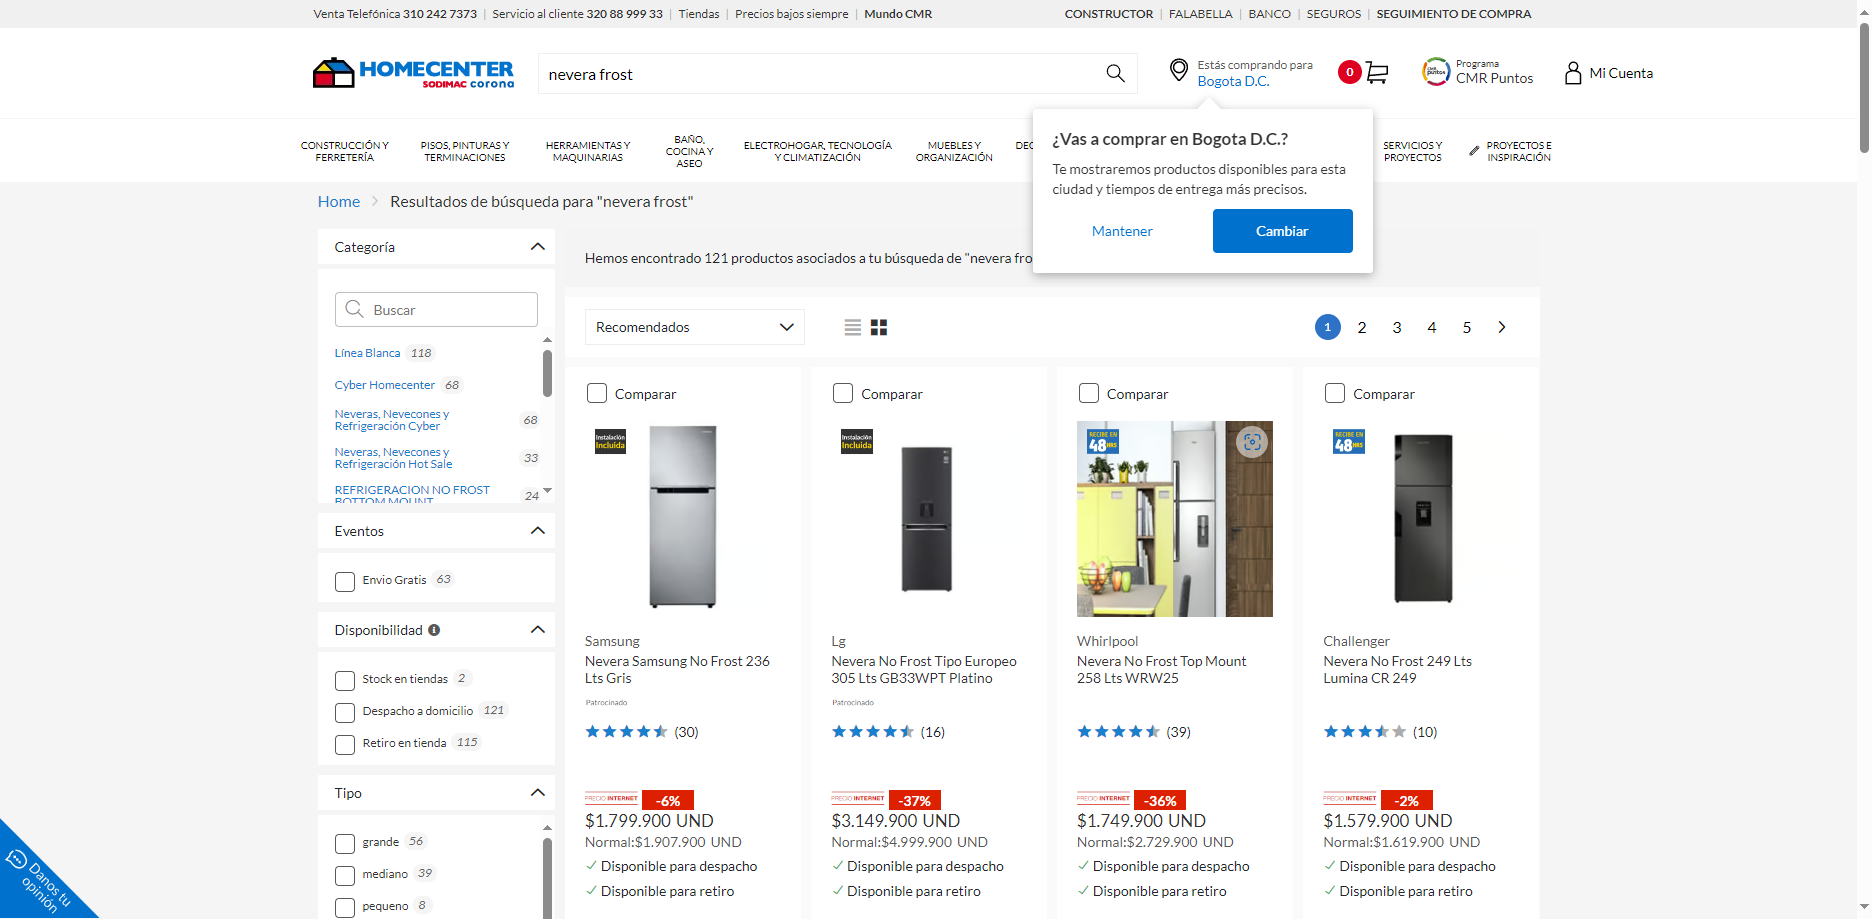 Venta Telefónica 310 242 7373 | Servicio al cliente 320 88 999 33 | Tiendas | Precios bajos siempre | Mundo CMR
CONSTRUCTOR | FALABELLA | BANCO | SEGUROS | SEGUIMIENTO DE COMPRA
HOMECENTER
SODIMAC corona
nevera frost
Estás comprando para
Bogota D.C.
0
CMR puntos
Programa
CMR Puntos
Mi Cuenta
CONSTRUCCIÓN Y
FERRETERÍA
PISOS, PINTURAS Y
TERMINACIONES
HERRAMIENTAS Y
MAQUINARIAS
BAÑO,
COCINA Y
ASEO
ELECTROHOGAR, TECNOLOGÍA
Y CLIMATIZACIÓN
MUEBLES Y
ORGANIZACIÓN
DEC
SERVICIOS Y
PROYECTOS
PROYECTOS E
INSPIRACIÓN
¿Vas a comprar en Bogota D.C.?
Te mostraremos productos disponibles para esta
ciudad y tiempos de entrega más precisos.
Mantener
Cambiar
Home > Resultados de búsqueda para "nevera frost"
Categoría
Buscar
Línea Blanca 118
Cyber Homecenter 68
Neveras, Nevecones y
Refrigeración Cyber 68
Neveras, Nevecones y
Refrigeración Hot Sale 33
REFRIGERACION NO FROST
BOTTOM MOUNT 24
Eventos
Envio Gratis 63
Disponibilidad
Stock en tiendas 2
Despacho a domicilio 121
Retiro en tienda 115
Tipo
grande 56
mediano 39
pequeno 8
Danos tu
opinión
Hemos encontrado 121 productos asociados a tu búsqueda de "nevera fro
Recomendados
1 2 3 4 5
Comparar
Instalación
Incluida
Samsung
Nevera Samsung No Frost 236
Lts Gris
Patrocinado
(30)
PRECIO INTERNET -6%
$1.799.900 UND
Normal:$1.907.900 UND
Disponible para despacho
Disponible para retiro
Comparar
Instalación
Incluida
Lg
Nevera No Frost Tipo Europeo
305 Lts GB33WPT Platino
Patrocinado
(16)
PRECIO INTERNET -37%
$3.149.900 UND
Normal:$4.999.900 UND
Disponible para despacho
Disponible para retiro
Comparar
RECIBE EN
48HRS
Whirlpool
Nevera No Frost Top Mount
258 Lts WRW25
(39)
PRECIO INTERNET -36%
$1.749.900 UND
Normal:$2.729.900 UND
Disponible para despacho
Disponible para retiro
Comparar
RECIBE EN
48HRS
Challenger
Nevera No Frost 249 Lts
Lumina CR 249
(10)
PRECIO INTERNET -2%
$1.579.900 UND
Normal:$1.619.900 UND
Disponible para despacho
Disponible para retiro